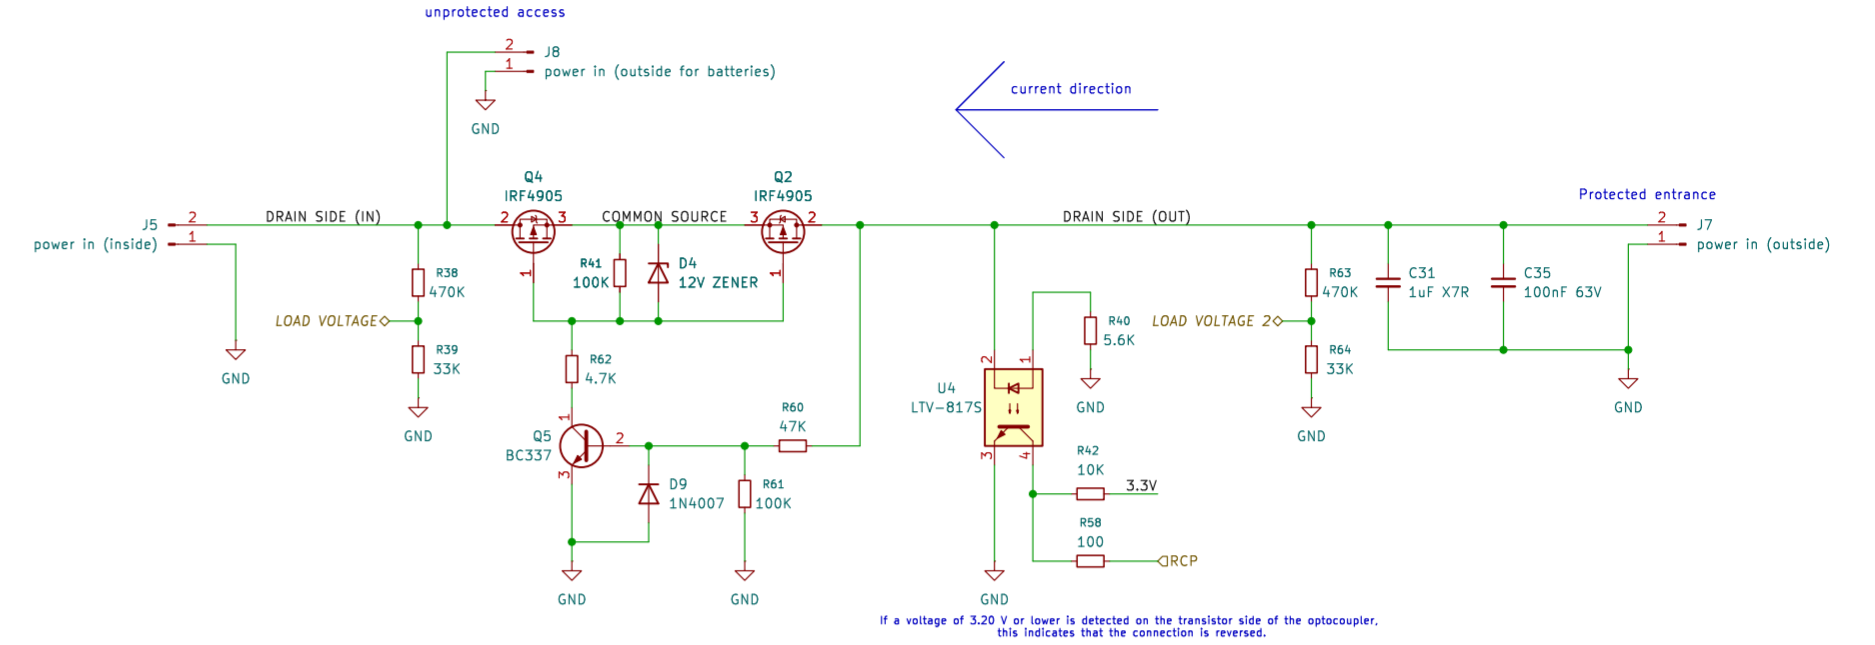 unprotected access
2
J8
1
power in (outside for batteries)
GND
current direction
Protected entrance
Q4
IRF4905
Q2
IRF4905
J5
2
DRAIN SIDE (IN)
2
3
COMMON SOURCE
3
2
DRAIN SIDE (OUT)
2
J7
power in (inside)
1
1
power in (outside)
1
1
R38
470K
R41
100K
D4
12V ZENER
R63
470K
C31
1uF X7R
C35
100nF 63V
LOAD VOLTAGE
LOAD VOLTAGE 2
R40
5.6K
R39
33K
R62
4.7K
R64
33K
GND
2
1
U4
LTV-817S
GND
GND
GND
GND
R60
47K
1
Q5
BC337
2
3
3
4
R42
10K
3.3V
D9
1N4007
R61
100K
R58
100
RCP
GND
GND
GND
If a voltage of 3.20 V or lower is detected on the transistor side of the optocoupler,
this indicates that the connection is reversed.